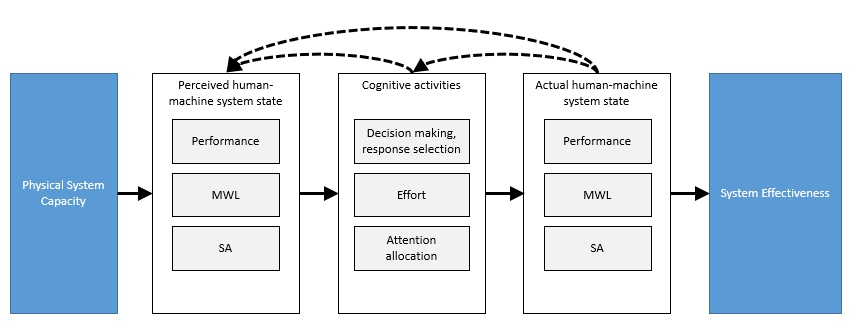 Physical System
Capacity
Perceived human-
machine system state
Performance
MWL
SA
Cognitive activities
Decision making,
response selection
Effort
Attention
allocation
Actual human-machine
system state
Performance
MWL
SA
System Effectiveness